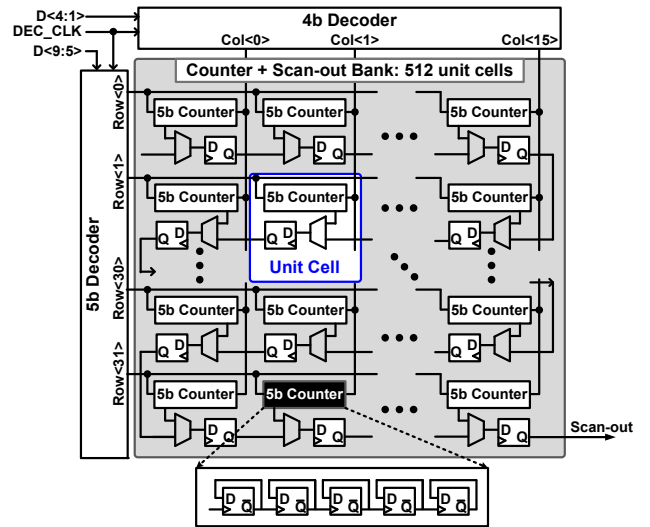 D<4:1>
DEC_CLK
D<9:5>
4b Decoder
Col<0> Col<1> Col<15>
Counter + Scan-out Bank: 512 unit cells
Row<0>
5b Counter 5b Counter 5b Counter
D Q D Q D Q
Row<1>
5b Counter 5b Counter 5b Counter
Q D Q D Q D
Unit Cell
5b Decoder
Row<30>
5b Counter 5b Counter 5b Counter
Q D Q D Q D
Row<31>
5b Counter 5b Counter 5b Counter
D Q D Q D Q
Scan-out
D Q̅ D Q̅ D Q̅ D Q̅ D Q̅